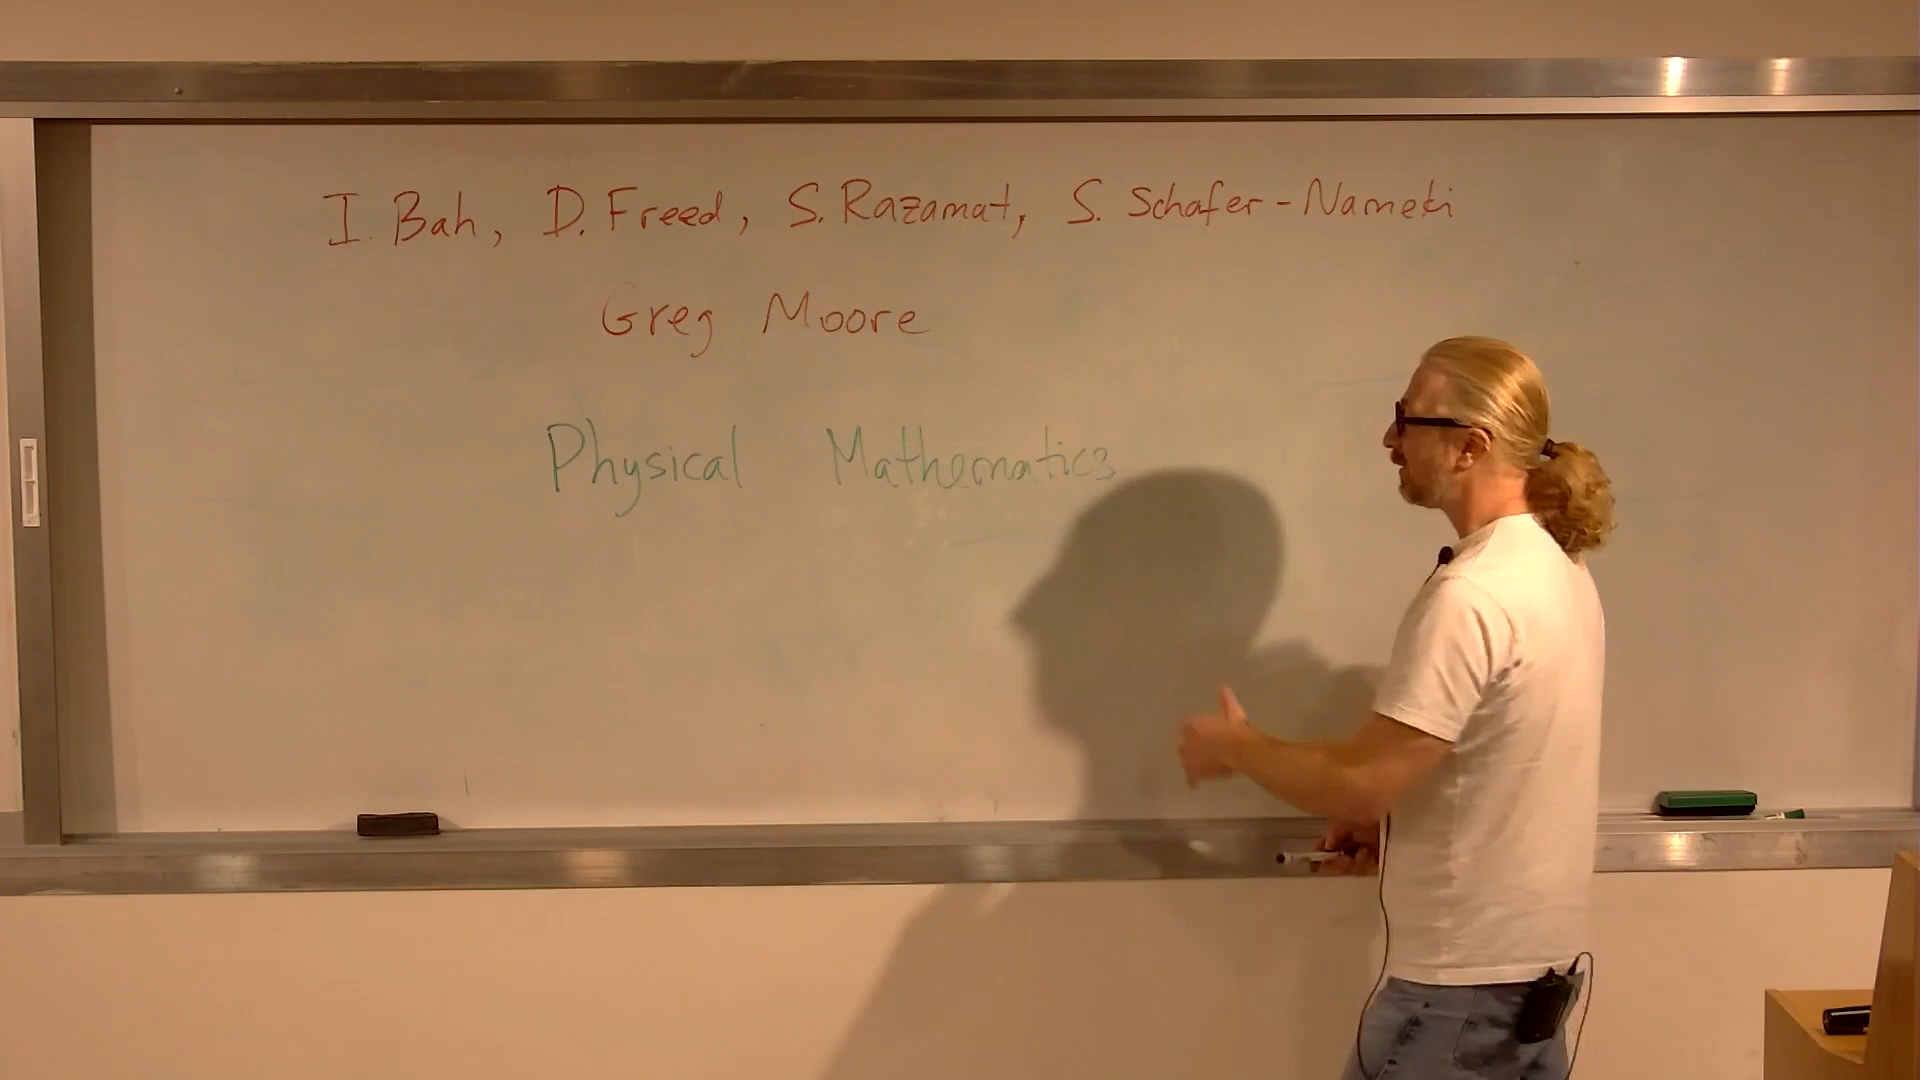 I. Bah, D. Freed, S. Razamat, S. Schafer-Nameki
Greg Moore
Physical Mathematics